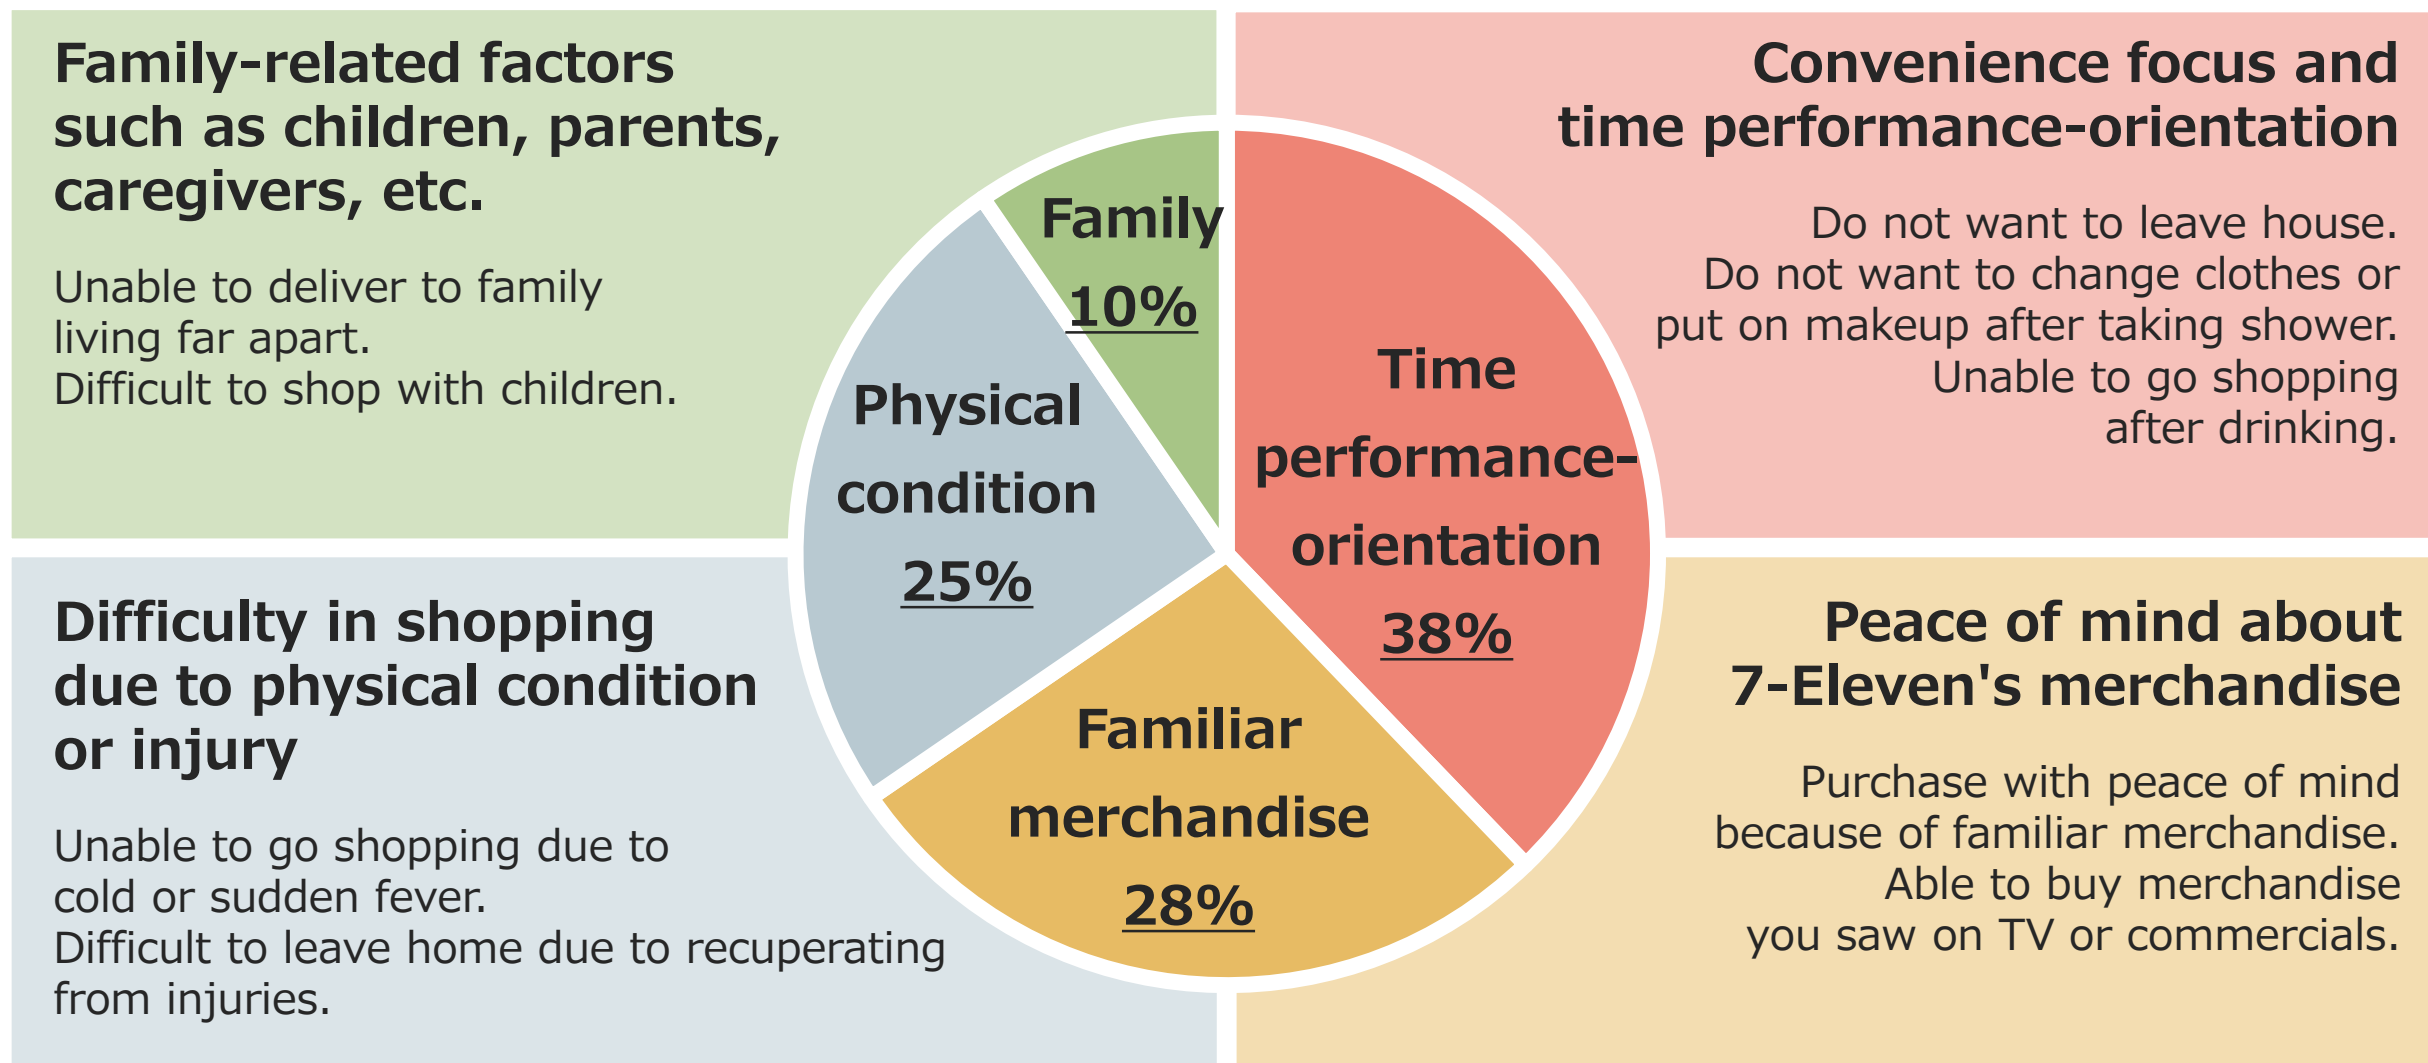 Family-related factors
such as children, parents,
caregivers, etc.
Unable to deliver to family
living far apart.
Difficult to shop with children.
Convenience focus and
time performance-orientation
Do not want to leave house.
Do not want to change clothes or
put on makeup after taking shower.
Unable to go shopping
after drinking.
Family
10%
Time
performance-
orientation
38%
Physical
condition
25%
Familiar
merchandise
28%
Difficulty in shopping
due to physical condition
or injury
Unable to go shopping due to
cold or sudden fever.
Difficult to leave home due to recuperating
from injuries.
Peace of mind about
7-Eleven's merchandise
Purchase with peace of mind
because of familiar merchandise.
Able to buy merchandise
you saw on TV or commercials.